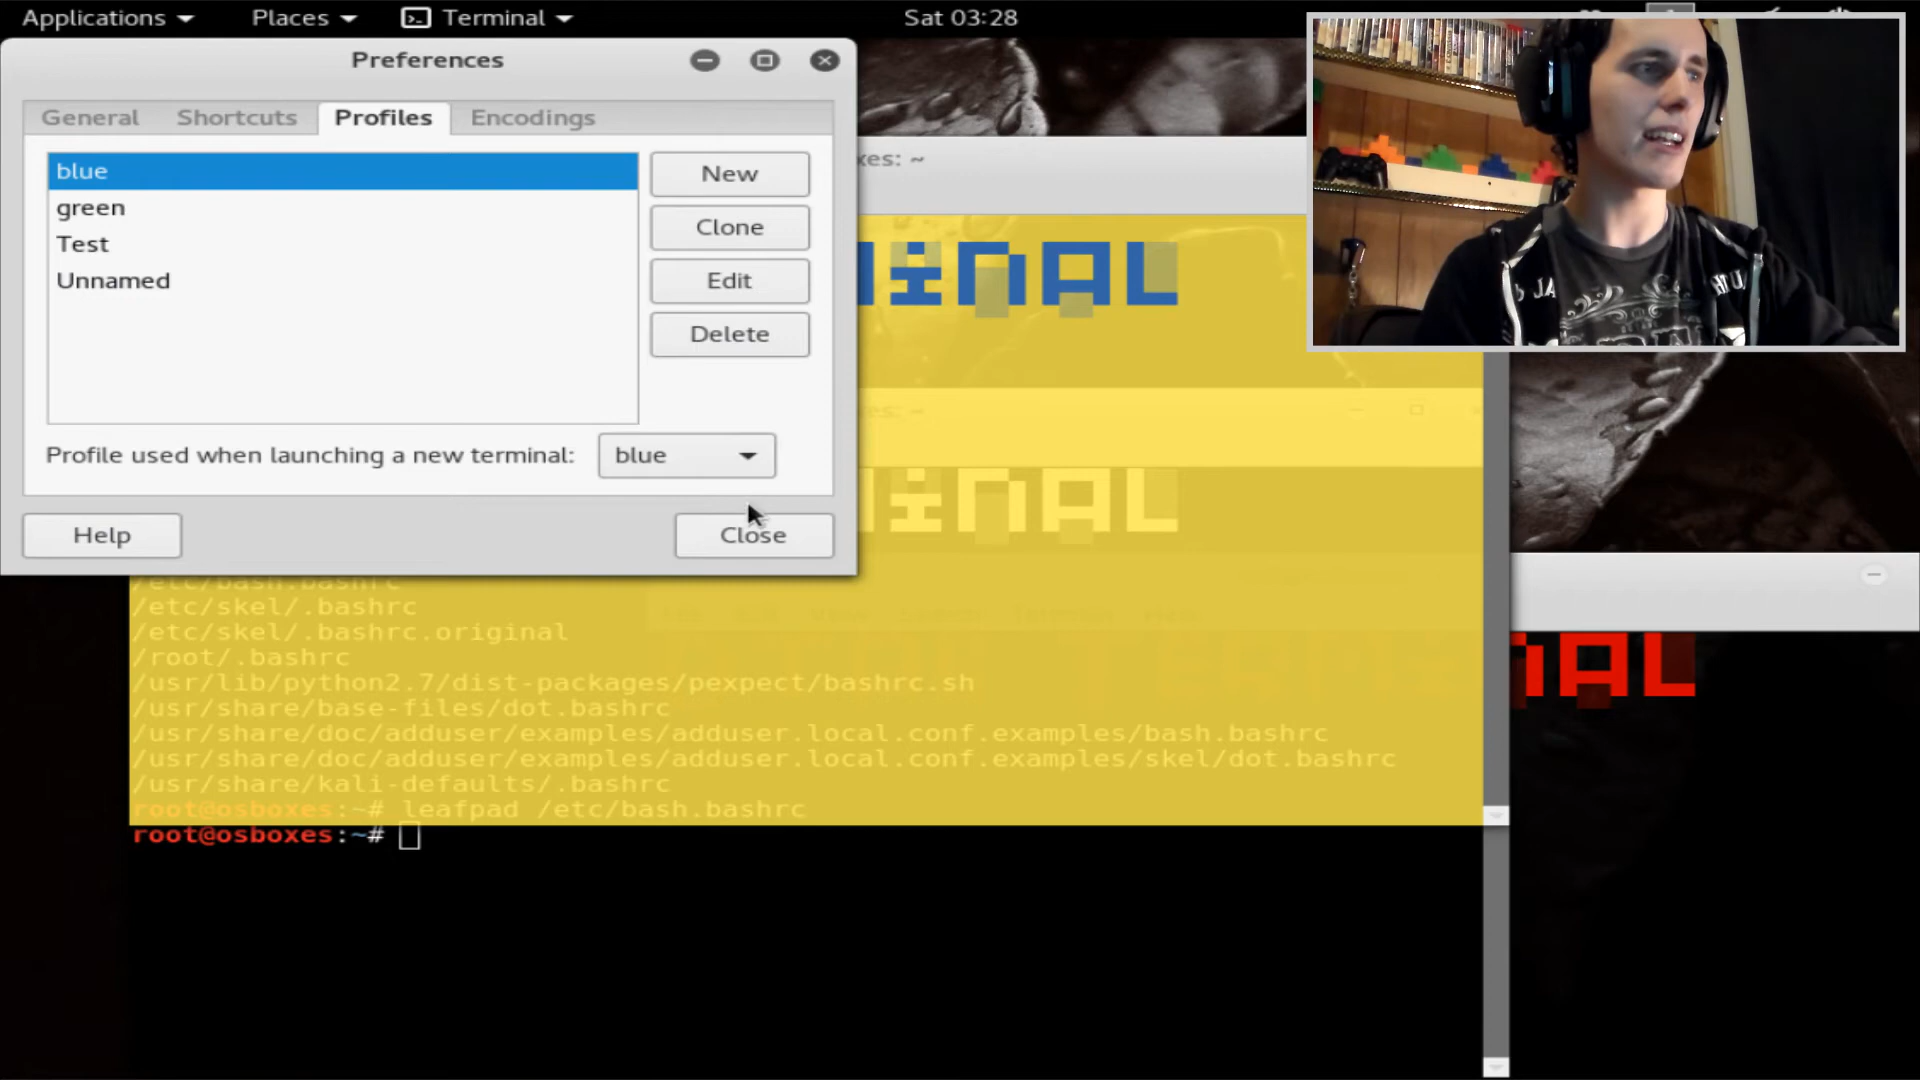 Applications Places Terminal Sat 03:28
Preferences
General Shortcuts Profiles Encodings
blue
green
Test
Unnamed
New
Clone
Edit
Delete
Profile used when launching a new terminal: blue
Help Close
/etc/bash.bashrc
/etc/skel/.bashrc
/etc/skel/.bashrc.original
/root/.bashrc
/usr/lib/python2.7/dist-packages/pexpect/bashrc.sh
/usr/share/base-files/dot.bashrc
/usr/share/doc/adduser/examples/adduser.local.conf.examples/bash.bashrc
/usr/share/doc/adduser/examples/adduser.local.conf.examples/skel/dot.bashrc
/usr/share/kali-defaults/.bashrc
root@osboxes:~# leafpad /etc/bash.bashrc
root@osboxes:~#